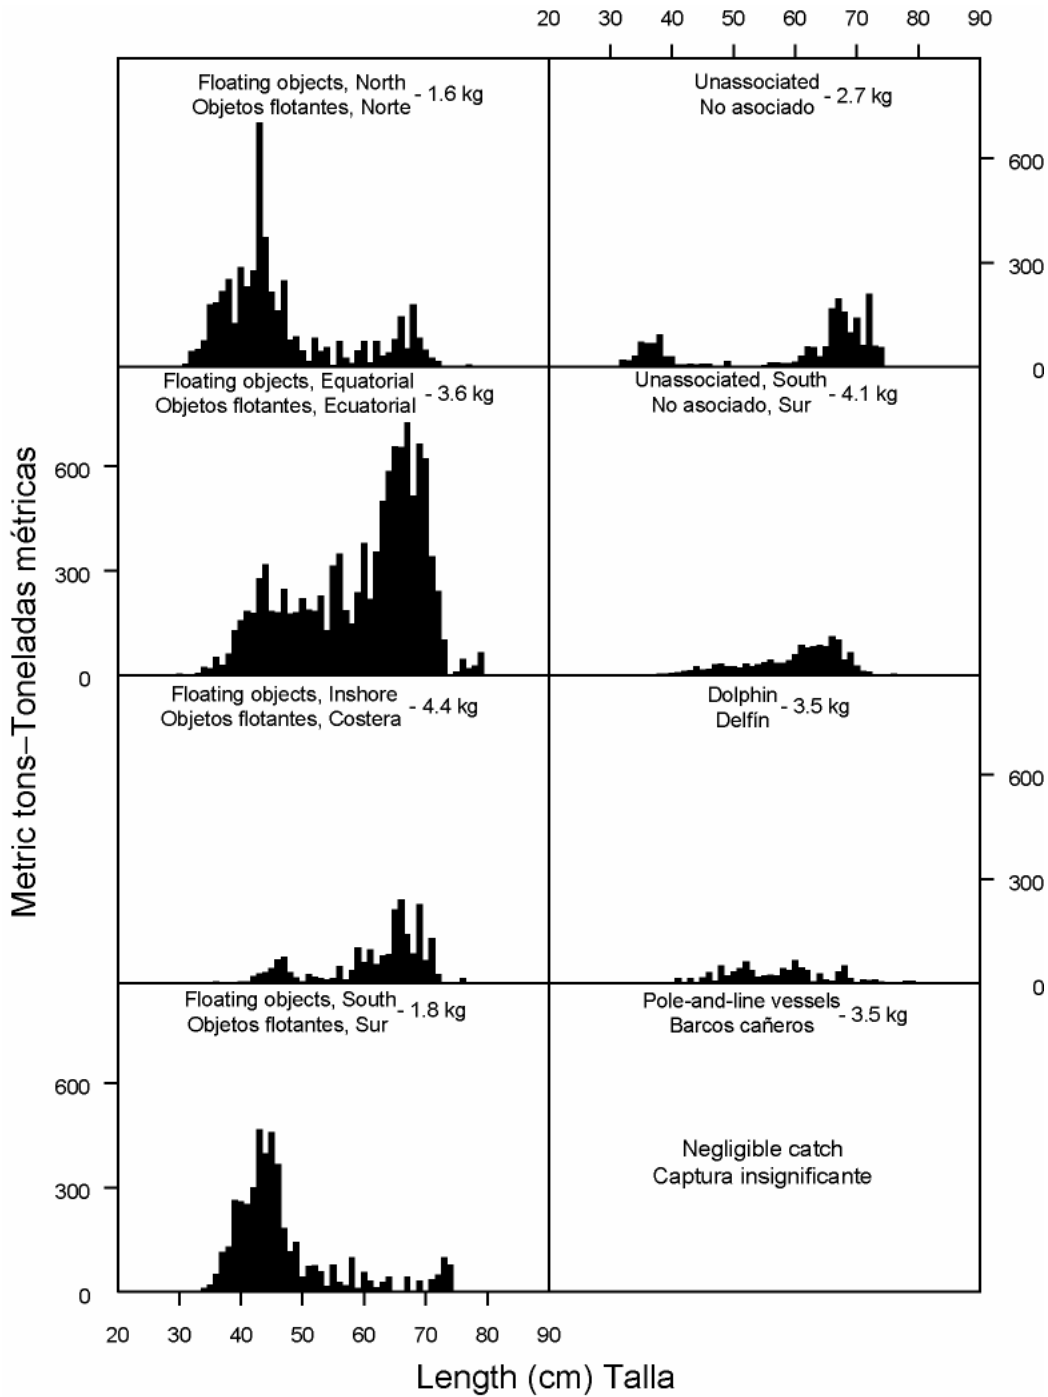 20 30 40 50 60 70 80 90
Floating objects, North
Objetos flotantes, Norte
- 1.6 kg
Unassociated
No asociado
- 2.7 kg
600
300
0
Floating objects, Equatorial
Objetos flotantes, Ecuatorial
- 3.6 kg
Unassociated, South
No asociado, Sur
- 4.1 kg
600
300
0
Floating objects, Inshore
Objetos flotantes, Costera
- 4.4 kg
Dolphin
Delfín
- 3.5 kg
600
300
0
Floating objects, South
Objetos flotantes, Sur
- 1.8 kg
Pole-and-line vessels
Barcos cañeros
- 3.5 kg
600
300
0
Negligible catch
Captura insignificante
20 30 40 50 60 70 80 90
Length (cm) Talla
Metric tons–Toneladas métricas